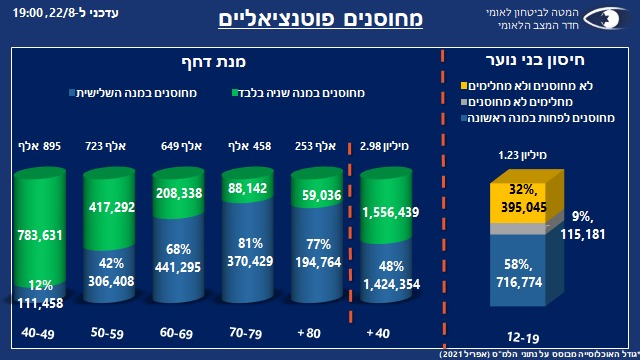 המטה לביטחון לאומי
חדר המצב הלאומי
מחוסנים פוטנציאליים
עדכני ל-22/8, 19:00
חיסון בני נוער
לא מחוסנים ולא מחלימים
מחלימים לא מחוסנים
מחוסנים לפחות במנה ראשונה
1.23 מיליון
32%,
395,045
9%,
115,181
58%,
716,774
12-19
מנת דחף
מחוסנים במנה שניה בלבד
מחוסנים במנה השלישית
2.98 מיליון
253 אלף
458 אלף
649 אלף
723 אלף
895 אלף
1,556,439
48%
1,424,354
40+
59,036
77%
194,764
80+
88,142
81%
370,429
70-79
208,338
68%
441,295
60-69
417,292
42%
306,408
50-59
783,631
12%
111,458
40-49
גודל האוכלוסייה מבוסס על נתוני הלמ"ס (אפריל 2021)